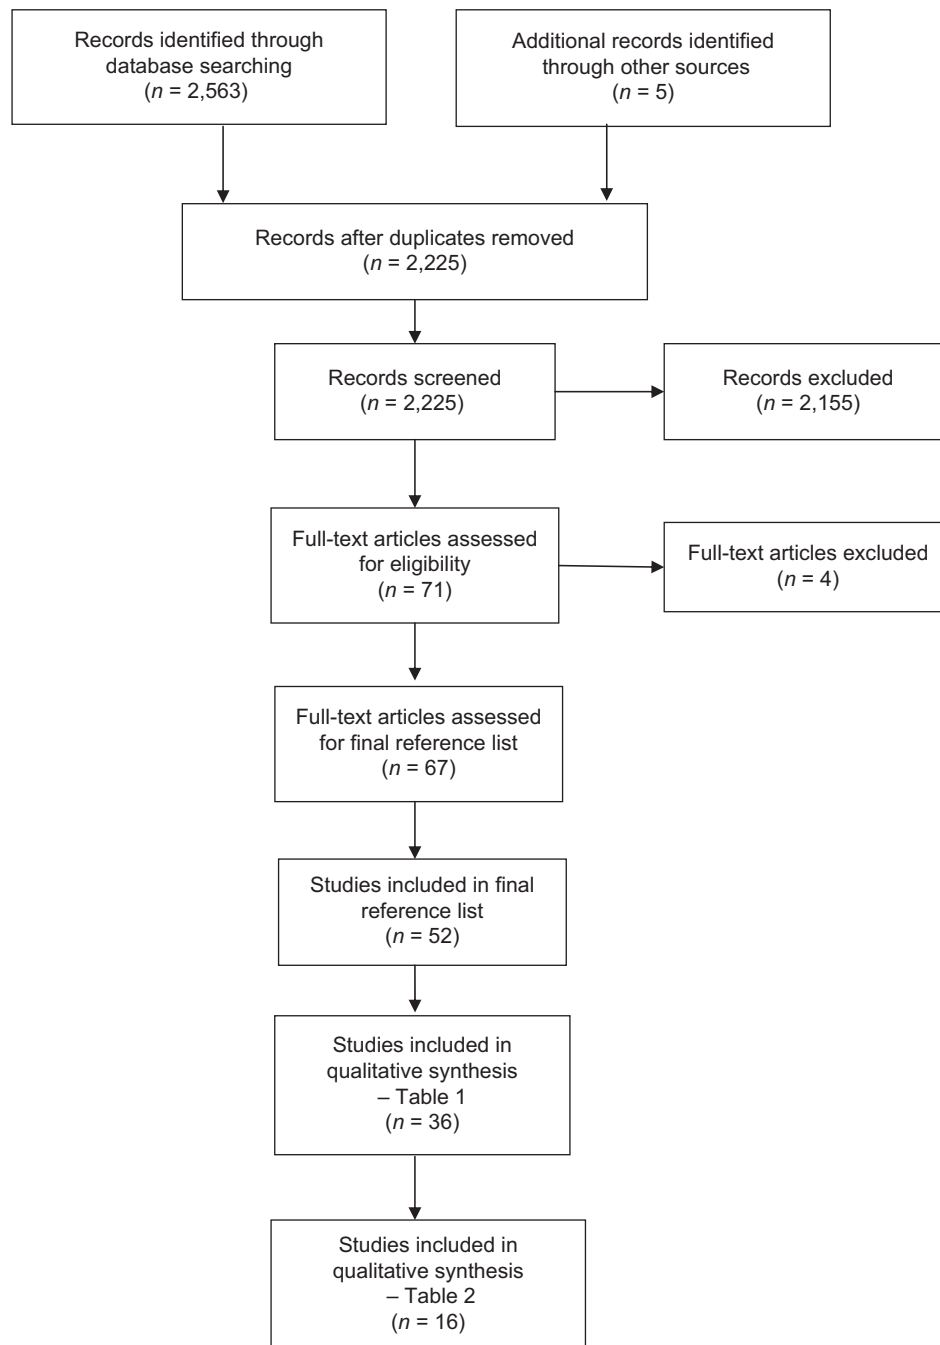 Records identified through
database searching
(n = 2,563)
Additional records identified
through other sources
(n = 5)
Records after duplicates removed
(n = 2,225)
Records screened
(n = 2,225)
Records excluded
(n = 2,155)
Full-text articles assessed
for eligibility
(n = 71)
Full-text articles excluded
(n = 4)
Full-text articles assessed
for final reference list
(n = 67)
Studies included in final
reference list
(n = 52)
Studies included in
qualitative synthesis
– Table 1
(n = 36)
Studies included in
qualitative synthesis
– Table 2
(n = 16)